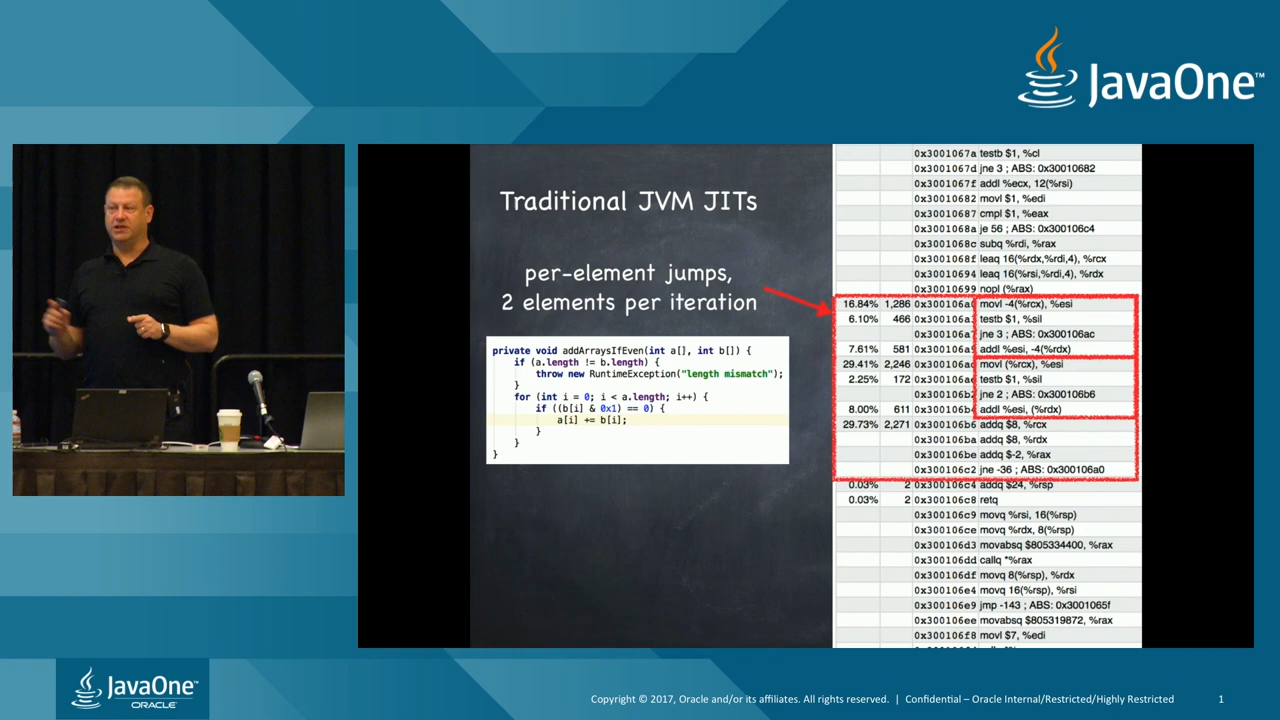 JavaOne™
Traditional JVM JITs
per-element jumps,
2 elements per iteration
private void addArraysIfEven(int a[], int b[]) {
if (a.length != b.length) {
throw new RuntimeException("length mismatch");
}
for (int i = 0; i < a.length; i++) {
if ((b[i] & 0x1) == 0) {
a[i] += b[i];
}
}
}
0x3001067a testb $1, %cl
0x3001067d jne 3 ; ABS: 0x30010682
0x3001067f addl %ecx, 12(%rsi)
0x30010682 movl $1, %edi
0x30010687 cmpl $1, %eax
0x3001068a je 56 ; ABS: 0x300106c4
0x3001068c subq %rdi, %rax
0x3001068f leaq 16(%rdx,%rdi,4), %rcx
0x30010694 leaq 16(%rsi,%rdi,4), %rdx
0x30010699 nopl (%rax)
16.84% 1,286 0x300106a0 movl -4(%rcx), %esi
6.10% 466 0x300106a3 testb $1, %sil
0x300106a7 jne 3 ; ABS: 0x300106ac
7.61% 581 0x300106a9 addl %esi, -4(%rdx)
29.41% 2,246 0x300106ac movl (%rcx), %esi
2.25% 172 0x300106ae testb $1, %sil
0x300106b2 jne 2 ; ABS: 0x300106b6
8.00% 611 0x300106b4 addl %esi, (%rdx)
29.73% 2,271 0x300106b6 addq $8, %rcx
0x300106ba addq $8, %rdx
0x300106be addq $-2, %rax
0x300106c2 jne -36 ; ABS: 0x300106a0
0.03% 2 0x300106c4 addq $24, %rsp
0.03% 2 0x300106c8 retq
0x300106c9 movq %rsi, 16(%rsp)
0x300106ce movq %rdx, 8(%rsp)
0x300106d3 movabsq $805334400, %rax
0x300106dd callq *%rax
0x300106df movq 8(%rsp), %rdx
0x300106e4 movq 16(%rsp), %rsi
0x300106e9 jmp -143 ; ABS: 0x3001065f
0x300106ee movabsq $805319872, %rax
0x300106f8 movl $7, %edi
JavaOne™
ORACLE
Copyright © 2017, Oracle and/or its affiliates. All rights reserved. | Confidential – Oracle Internal/Restricted/Highly Restricted 1